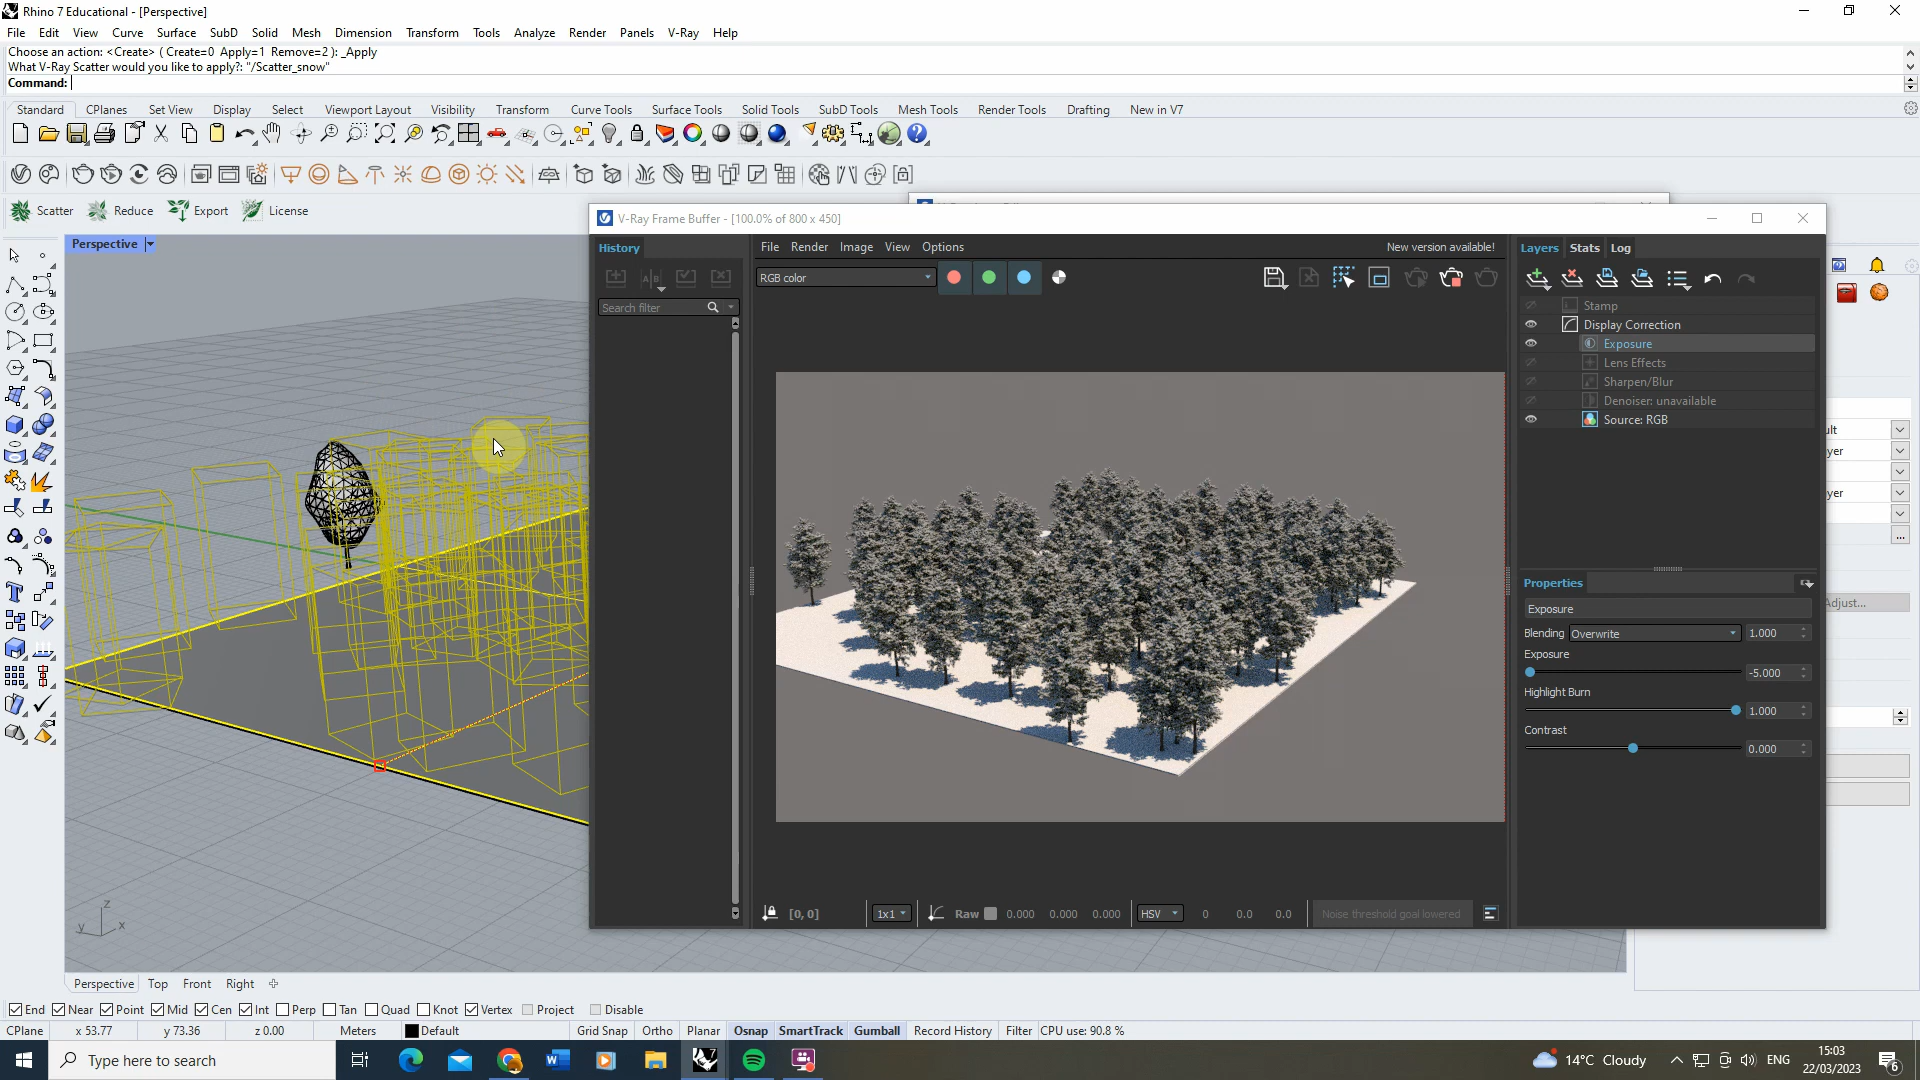 Rhino 7 Educational - [Perspective]
File Edit View Curve Surface SubD Solid Mesh Dimension Transform Tools Analyze Render Panels V-Ray Help
Choose an action: <Create> ( Create=0 Apply=1 Remove=2 ): _Apply
What V-Ray Scatter would you like to apply?: "/Scatter_snow"
Command:
Standard CPlanes Set View Display Select Viewport Layout Visibility Transform Curve Tools Surface Tools Solid Tools SubD Tools Mesh Tools Render Tools Drafting New in V7
Scatter Reduce Export License
Perspective
V-Ray Frame Buffer - [100.0% of 800 x 450]
History
File Render Image View Options New version available!
Layers Stats Log
RGB color
Search filter
Stamp
Display Correction
Exposure
Lens Effects
Sharpen/Blur
Denoiser: unavailable
Source: RGB
ult
yer
yer
...
Properties
Adjust...
Exposure
Blending Overwrite 1.000
Exposure
-5.000
Highlight Burn
1.000
Contrast
0.000
z
y x
[0, 0] 1x1 Raw 0.000 0.000 0.000 HSV 0 0.0 0.0 Noise threshold goal lowered
Perspective Top Front Right
End Near Point Mid Cen Int Perp Tan Quad Knot Vertex Project Disable
CPlane x 53.77 y 73.36 z 0.00 Meters Default Grid Snap Ortho Planar Osnap SmartTrack Gumball Record History Filter CPU use: 90.8 %
Type here to search
14°C Cloudy
ENG
15:03
22/03/2023
6